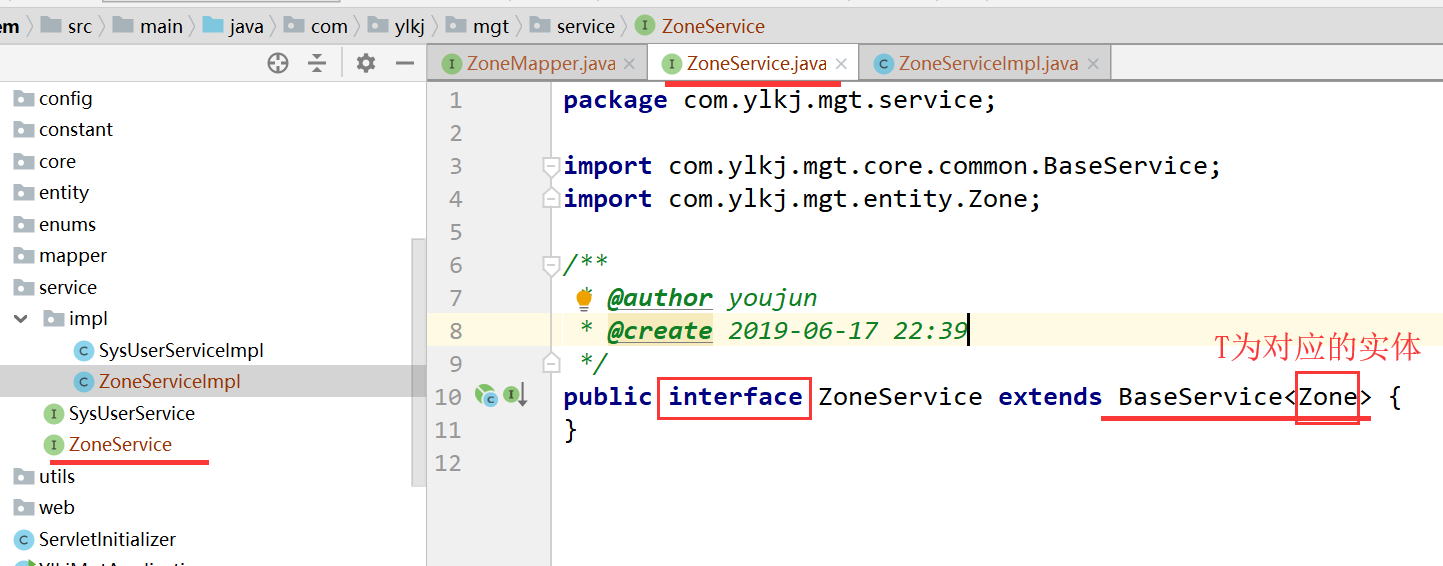 em src main java com ylkj mgt service I ZoneService
I ZoneMapper.java I ZoneService.java C ZoneServiceImpl.java
config
constant
core
entity
enums
mapper
service
impl
C SysUserServiceImpl
C ZoneServiceImpl
I SysUserService
I ZoneService
utils
web
C ServletInitializer
1 package com.ylkj.mgt.service;
2
3 import com.ylkj.mgt.core.common.BaseService;
4 import com.ylkj.mgt.entity.Zone;
5
6 /**
7 * @author youjun
8 * @create 2019-06-17 22:39
9 */
T为对应的实体
10 public interface ZoneService extends BaseService<Zone> {
11 }
12